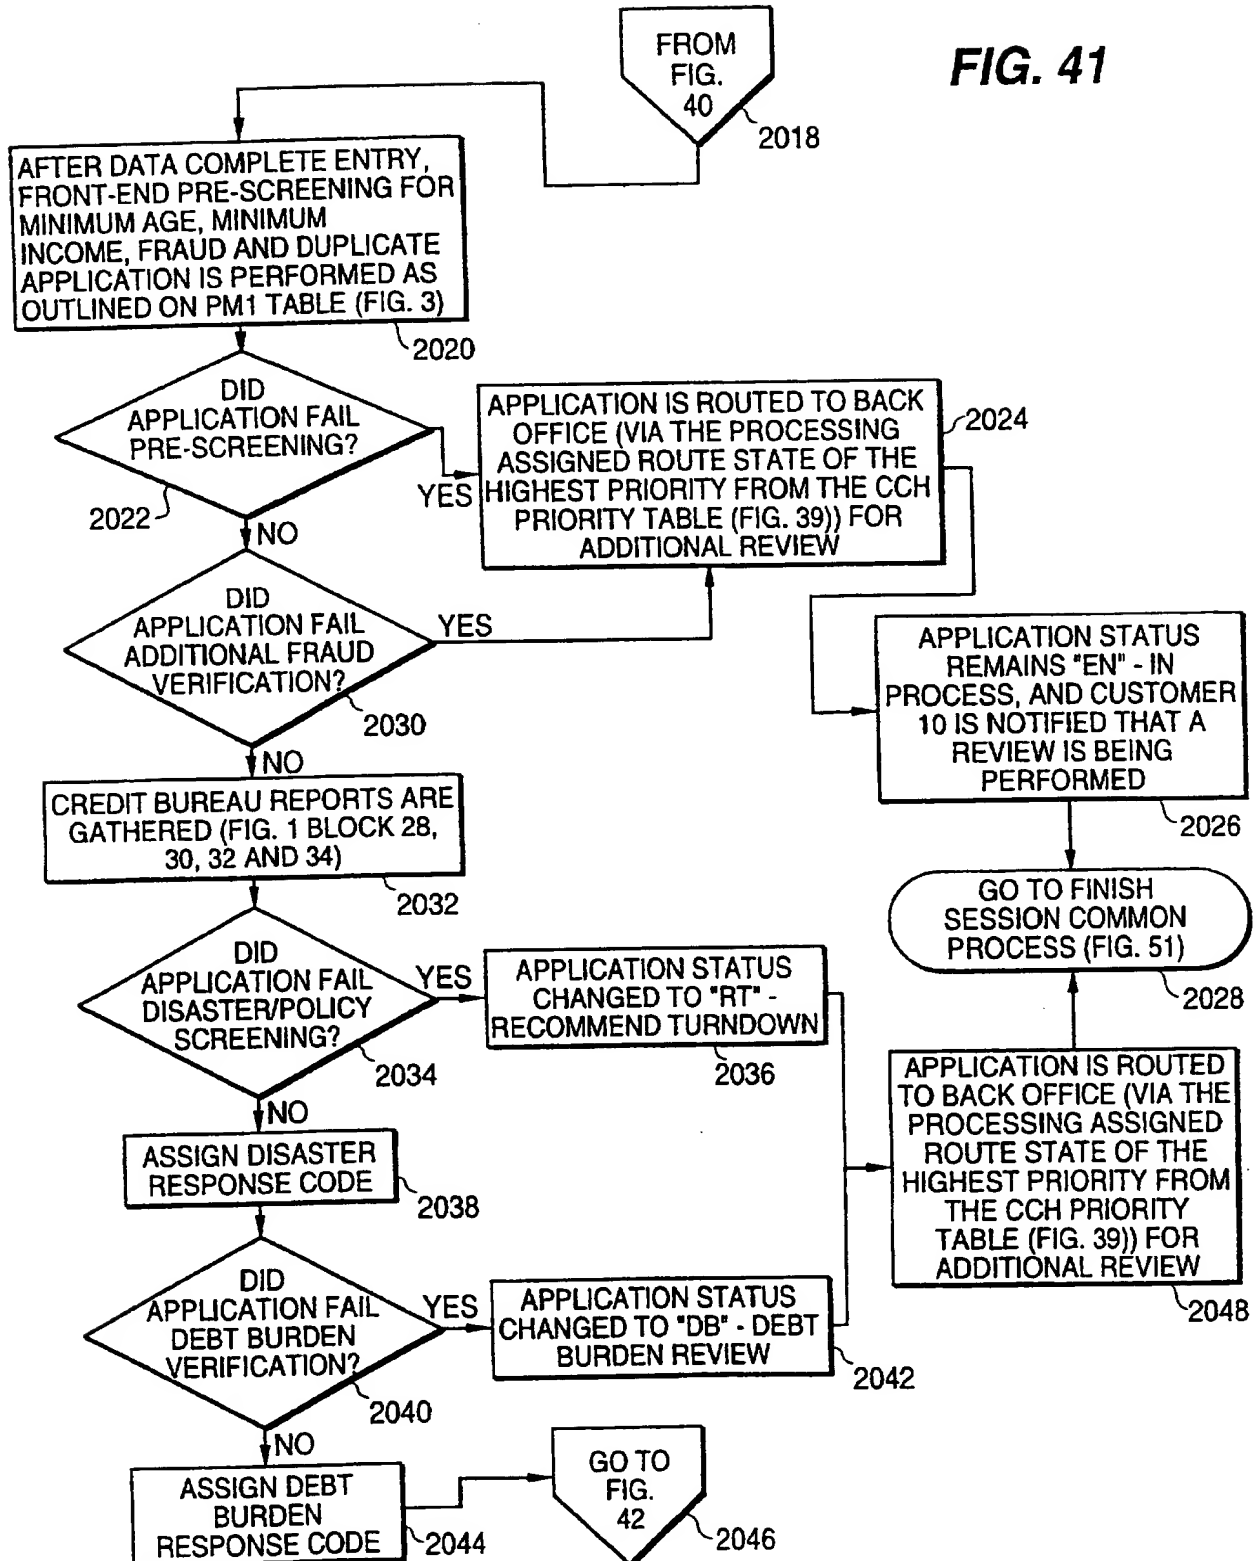 FROM
FIG.
40
FIG. 41
2018
AFTER DATA COMPLETE ENTRY,
FRONT-END PRE-SCREENING FOR
MINIMUM AGE, MINIMUM
INCOME, FRAUD AND DUPLICATE
APPLICATION IS PERFORMED AS
OUTLINED ON PM1 TABLE (FIG. 3)
2020
DID
APPLICATION FAIL
PRE-SCREENING?
2022
YES
NO
APPLICATION IS ROUTED TO BACK
OFFICE (VIA THE PROCESSING
ASSIGNED ROUTE STATE OF THE
HIGHEST PRIORITY FROM THE CCH
PRIORITY TABLE (FIG. 39)) FOR
ADDITIONAL REVIEW
2024
DID
APPLICATION FAIL
ADDITIONAL FRAUD
VERIFICATION?
YES
2030
NO
APPLICATION STATUS
REMAINS "EN" - IN
PROCESS, AND CUSTOMER
10 IS NOTIFIED THAT A
REVIEW IS BEING
PERFORMED
2026
CREDIT BUREAU REPORTS ARE
GATHERED (FIG. 1 BLOCK 28,
30, 32 AND 34)
2032
GO TO FINISH
SESSION COMMON
PROCESS (FIG. 51)
2028
DID
APPLICATION FAIL
DISASTER/POLICY
SCREENING?
YES
2034
NO
APPLICATION STATUS
CHANGED TO "RT" -
RECOMMEND TURNDOWN
2036
APPLICATION IS ROUTED
TO BACK OFFICE (VIA THE
PROCESSING ASSIGNED
ROUTE STATE OF THE
HIGHEST PRIORITY FROM
THE CCH PRIORITY
TABLE (FIG. 39)) FOR
ADDITIONAL REVIEW
2048
ASSIGN DISASTER
RESPONSE CODE
2038
DID
APPLICATION FAIL
DEBT BURDEN
VERIFICATION?
YES
2040
NO
APPLICATION STATUS
CHANGED TO "DB" - DEBT
BURDEN REVIEW
2042
ASSIGN DEBT
BURDEN
RESPONSE CODE
2044
GO TO
FIG.
42
2046